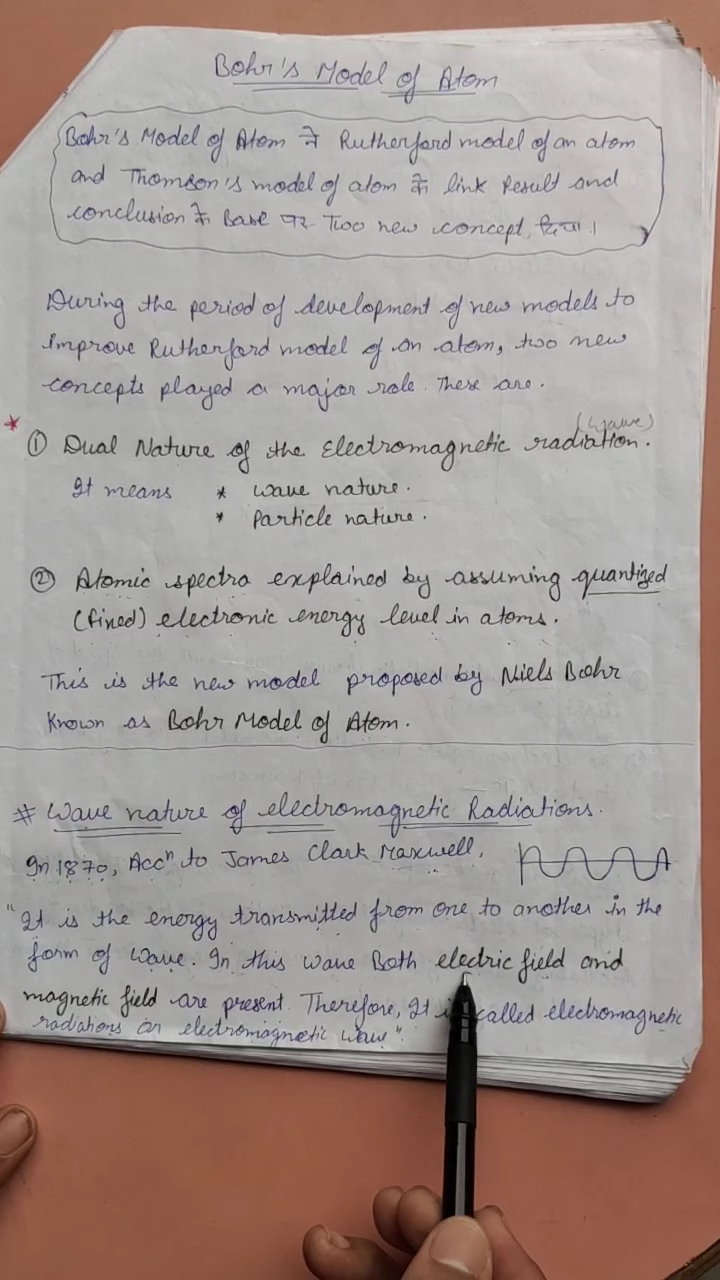 Bohr's Model of Atom
Bohr's Model of Atom ने Rutherford model of an atom
and Thomson's model of atom के link Result and
conclusion के Base पर Two new concept दिया।
During the period of development of new models to
improve Rutherford model of an atom, two new
concepts played a major role. These are.
(wave)
* ① Dual Nature of the Electromagnetic radiation.
It means * wave nature.
* Particle nature.
② Atomic spectra explained by assuming quantized
(fixed) electronic energy level in atoms.
This is the new model proposed by Niels Bohr
Known as Bohr Model of Atom.
# Wave nature of electromagnetic Radiations.
In 1870, Accⁿ to James Clark Maxwell,
"It is the energy transmitted from one to another in the
form of wave. In this wave Both electric field and
magnetic field are present. Therefore, It called electromagnetic
radiations or electromagnetic wave".